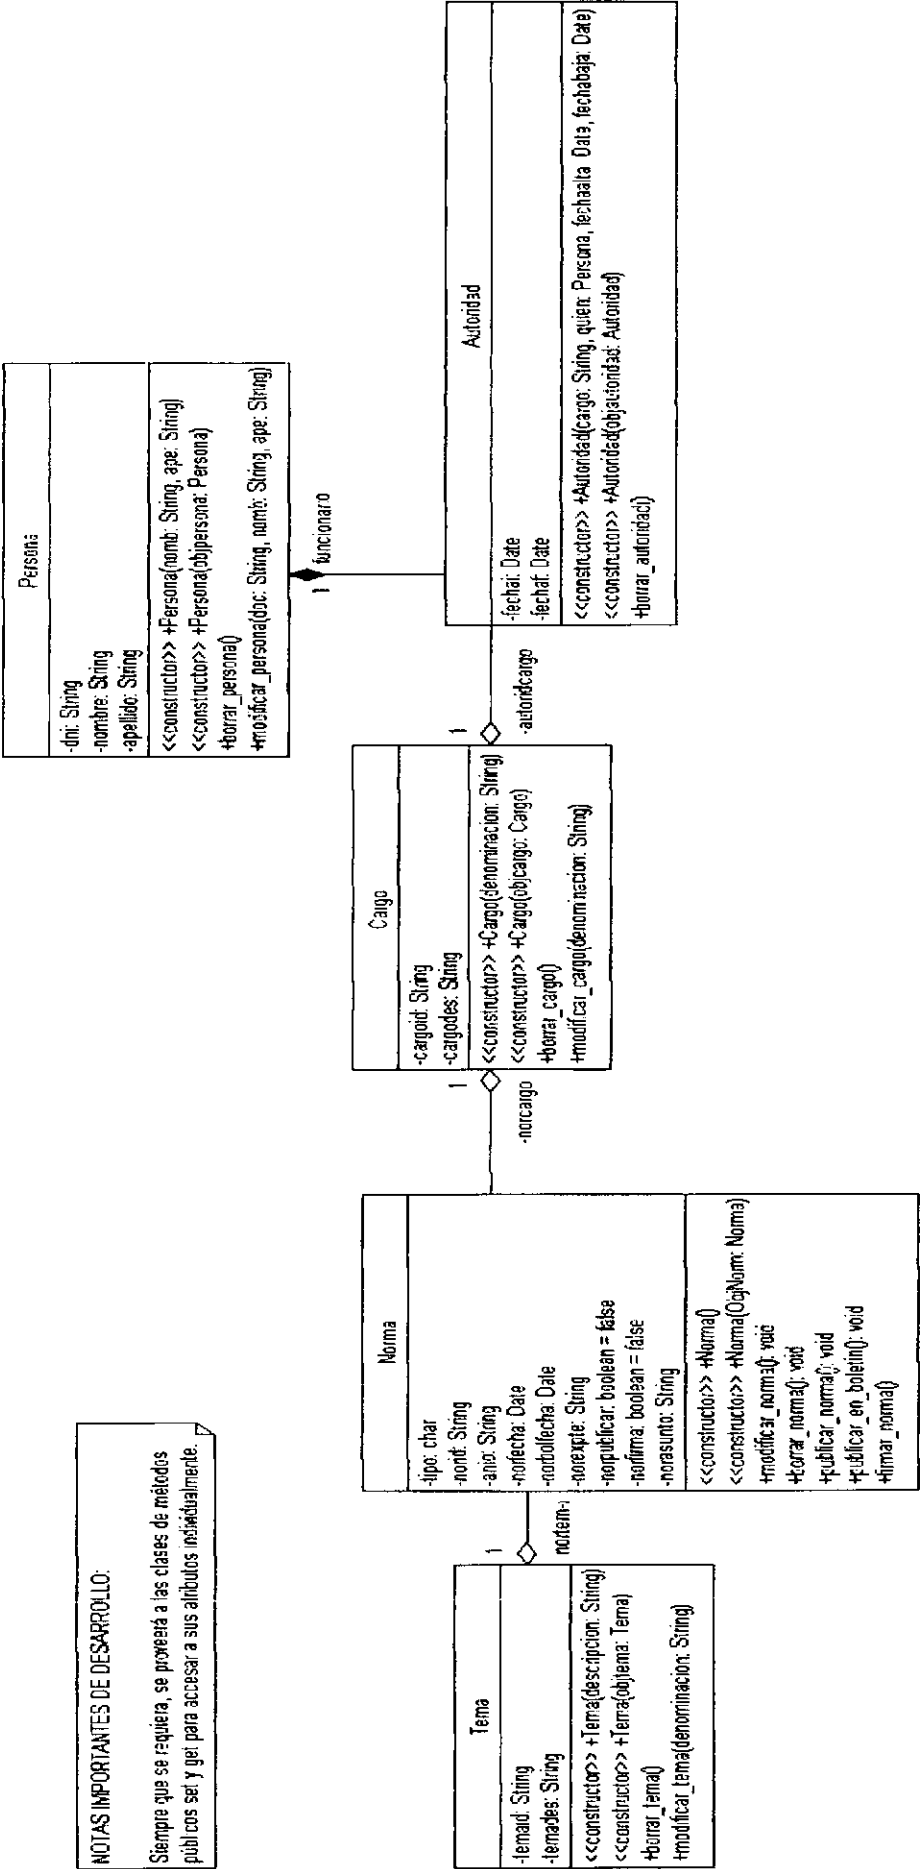 NOTAS IMPORTANTES DE DESARROLLO:
Siempre que se requiera, se proveerá a las clases de métodos
públicos set y get para accesar a sus atributos individualmente.
Tema
-temaid: String
-temades: String
<<constructor>> +Tema(descripcion: String)
<<constructor>> +Tema(objtema: Tema)
+borrar_tema()
+modificar_tema(denominacion: String)
1
Norma
-tipo: char
-norid: String
-anio: String
-norfecha: Date
-norbolfecha: Date
-norexpte: String
-norpublicar: boolean = false
-norfirma: boolean = false
-norasunto: String
<<constructor>> +Norma()
<<constructor>> +Norma(ObjNorm: Norma)
+modificar_norma(): void
+borrar_norma(): void
+publicar_norma(): void
+publicar_en_boletin(): void
+firmar_norma()
1
-norcargo
Cargo
-cargoid: String
-cargodes: String
<<constructor>> +Cargo(denominacion: String)
<<constructor>> +Cargo(objcargo: Cargo)
+borrar_cargo()
+modificar_cargo(denominacion: String)
1
-autoridcargo
Persona
-dni: String
-nombre: String
-apellido: String
<<constructor>> +Persona(nomb: String, ape: String)
<<constructor>> +Persona(objpersona: Persona)
+borrar_persona()
+modificar_persona(doc: String, nomb: String, ape: String)
1
funcionario
Autoridad
-fechai: Date
-fechaf: Date
<<constructor>> +Autoridad(cargo: String, quien: Persona, fechaalta Date, fechabaja: Date)
<<constructor>> +Autoridad(objautoridad: Autoridad)
+borrar_autoridad()